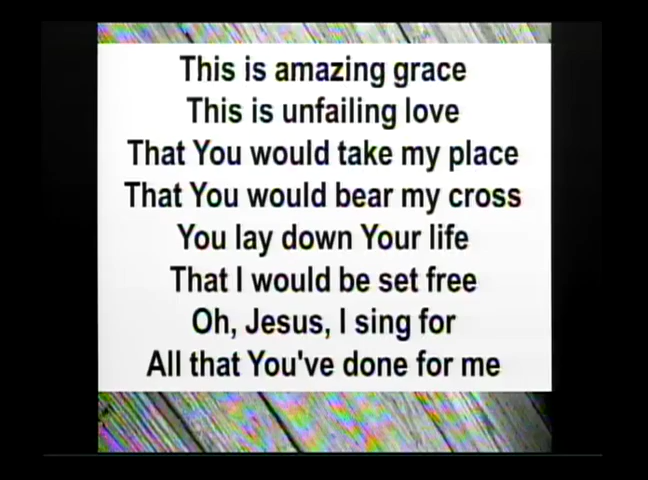 This is amazing grace
This is unfailing love
That You would take my place
That You would bear my cross
You lay down Your life
That I would be set free
Oh, Jesus, I sing for
All that You've done for me